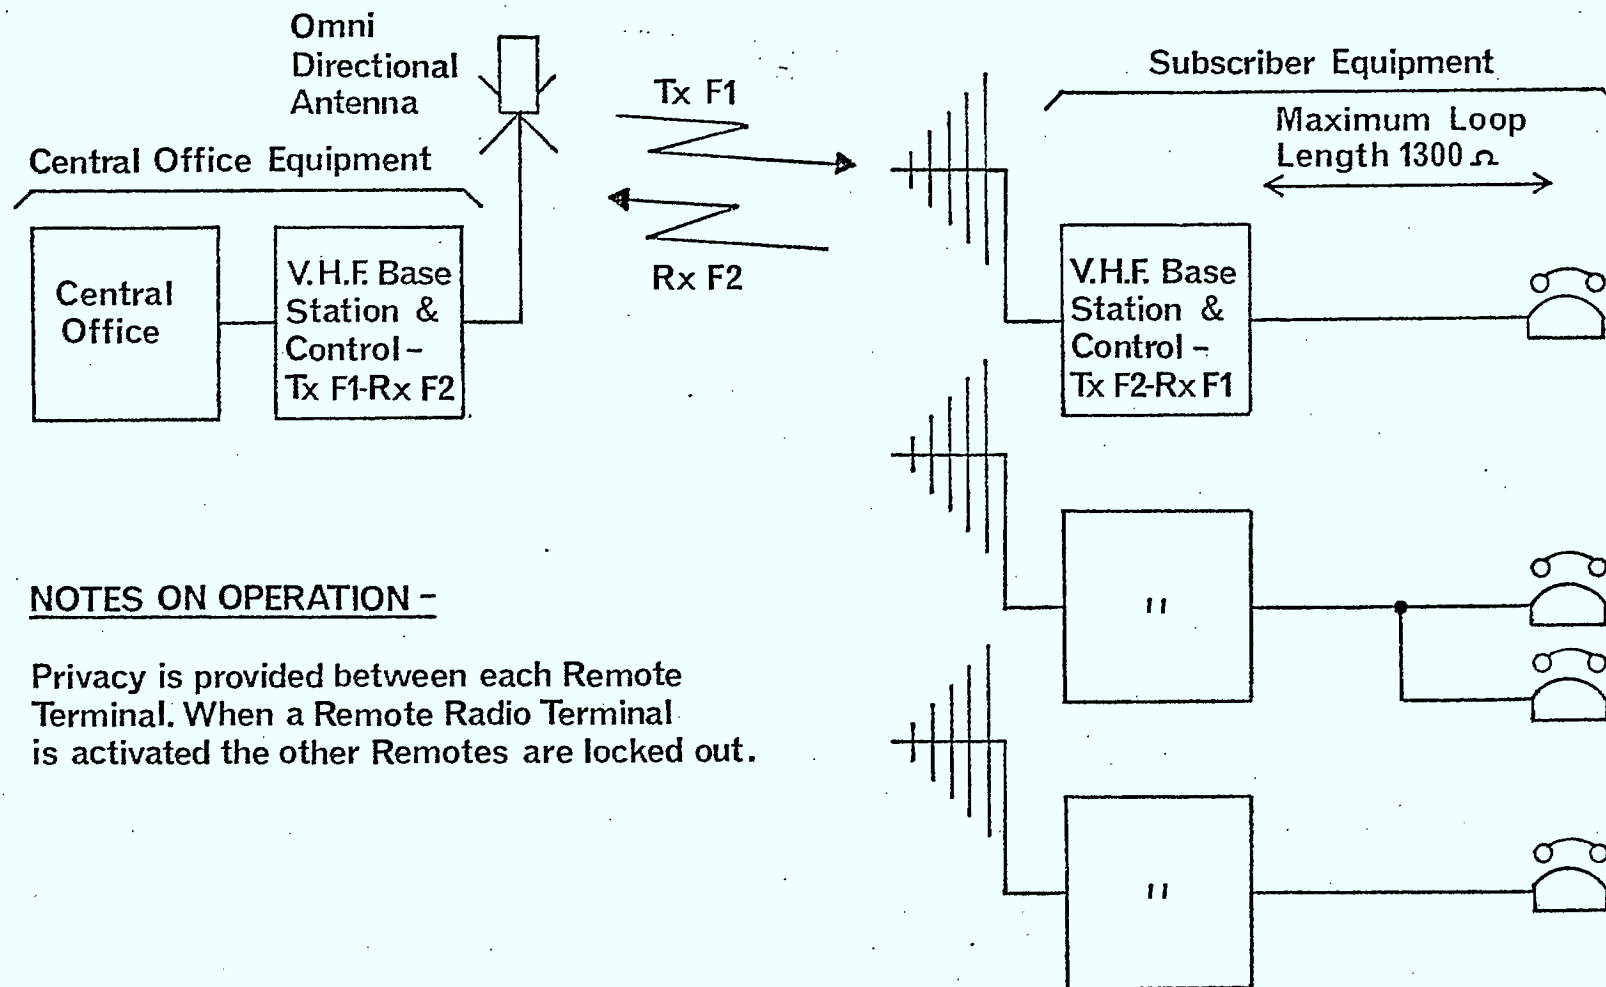 Omni
Directional
Antenna
Central Office Equipment
Central
Office
V.H.F. Base
Station &
Control-
Tx F1-Rx F2
Tx F1
Rx F2
Subscriber Equipment
Maximum Loop
Length 1300 Ω
V.H.F. Base
Station &
Control -
Tx F2-Rx F1
"
"
NOTES ON OPERATION -
Privacy is provided between each Remote
Terminal. When a Remote Radio Terminal
is activated the other Remotes are locked out.